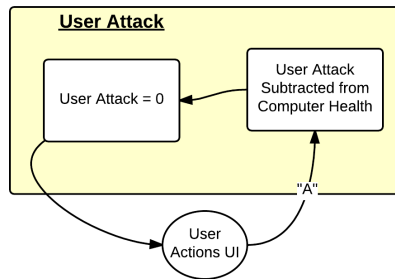 User Attack
User Attack = 0
User Attack
Subtracted from
Computer Health
"A"
User
Actions UI